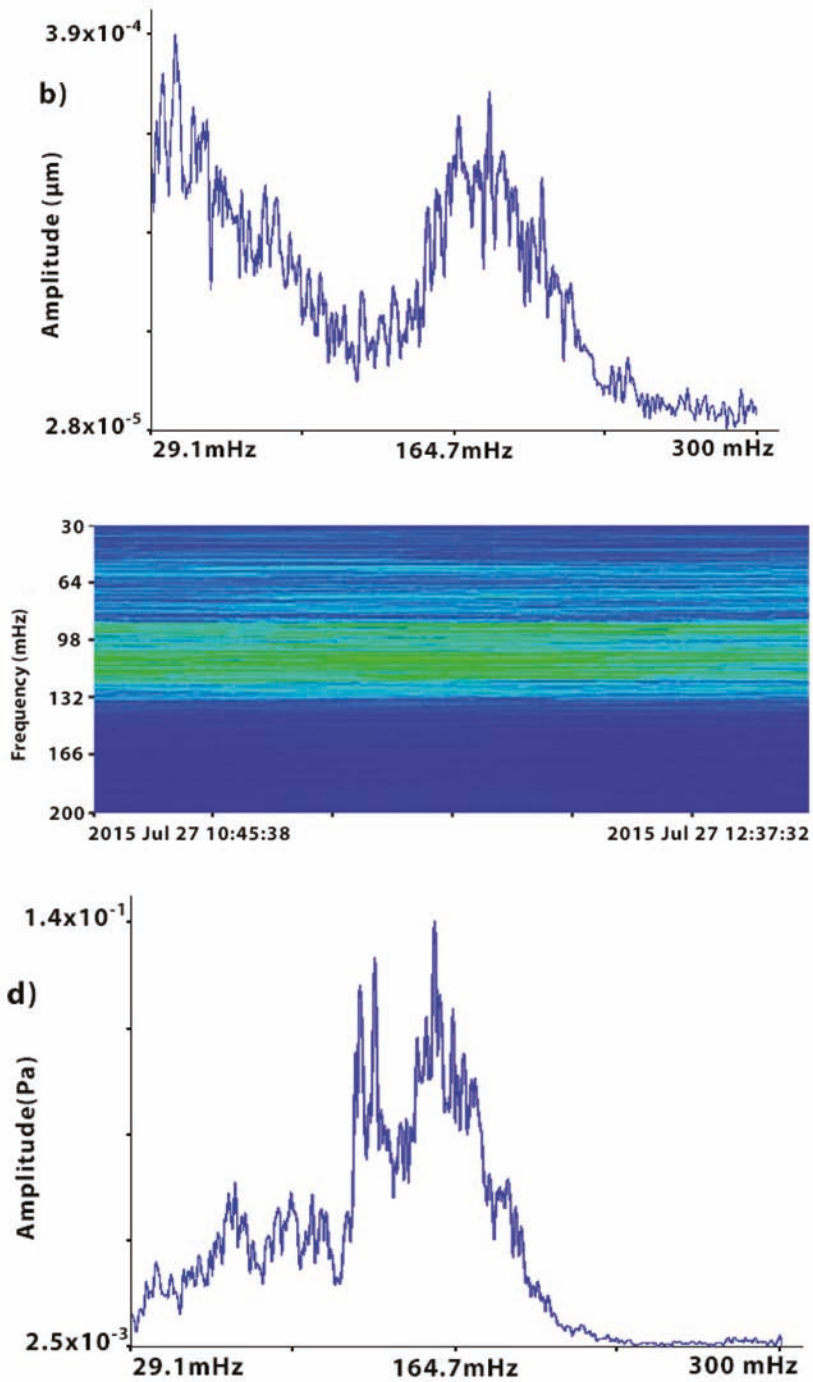 3.9x10-4
b)
Amplitude (µm)
2.8x10-5
29.1mHz 164.7mHz 300 mHz
30
64
98
132
166
200
Frequency (mHz)
2015 Jul 27 10:45:38 2015 Jul 27 12:37:32
1.4x10-1
d)
Amplitude(Pa)
2.5x10-3
29.1mHz 164.7mHz 300 mHz